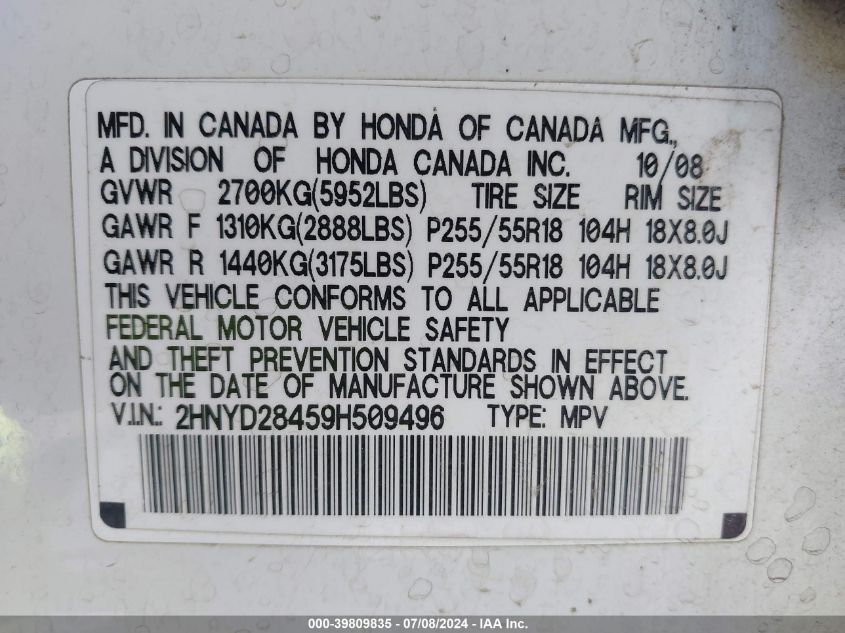 MFD. IN CANADA BY HONDA OF CANADA MFG.,
A DIVISION OF HONDA CANADA INC. 10/08
GVWR 2700KG(5952LBS) TIRE SIZE RIM SIZE
GAWR F 1310KG(2888LBS) P255/55R18 104H 18X8.0J
GAWR R 1440KG(3175LBS) P255/55R18 104H 18X8.0J
THIS VEHICLE CONFORMS TO ALL APPLICABLE
FEDERAL MOTOR VEHICLE SAFETY
AND THEFT PREVENTION STANDARDS IN EFFECT
ON THE DATE OF MANUFACTURE SHOWN ABOVE.
V.I.N.: 2HNYD28459H509496 TYPE: MPV
000-39809835 - 07/08/2024 - IAA Inc.